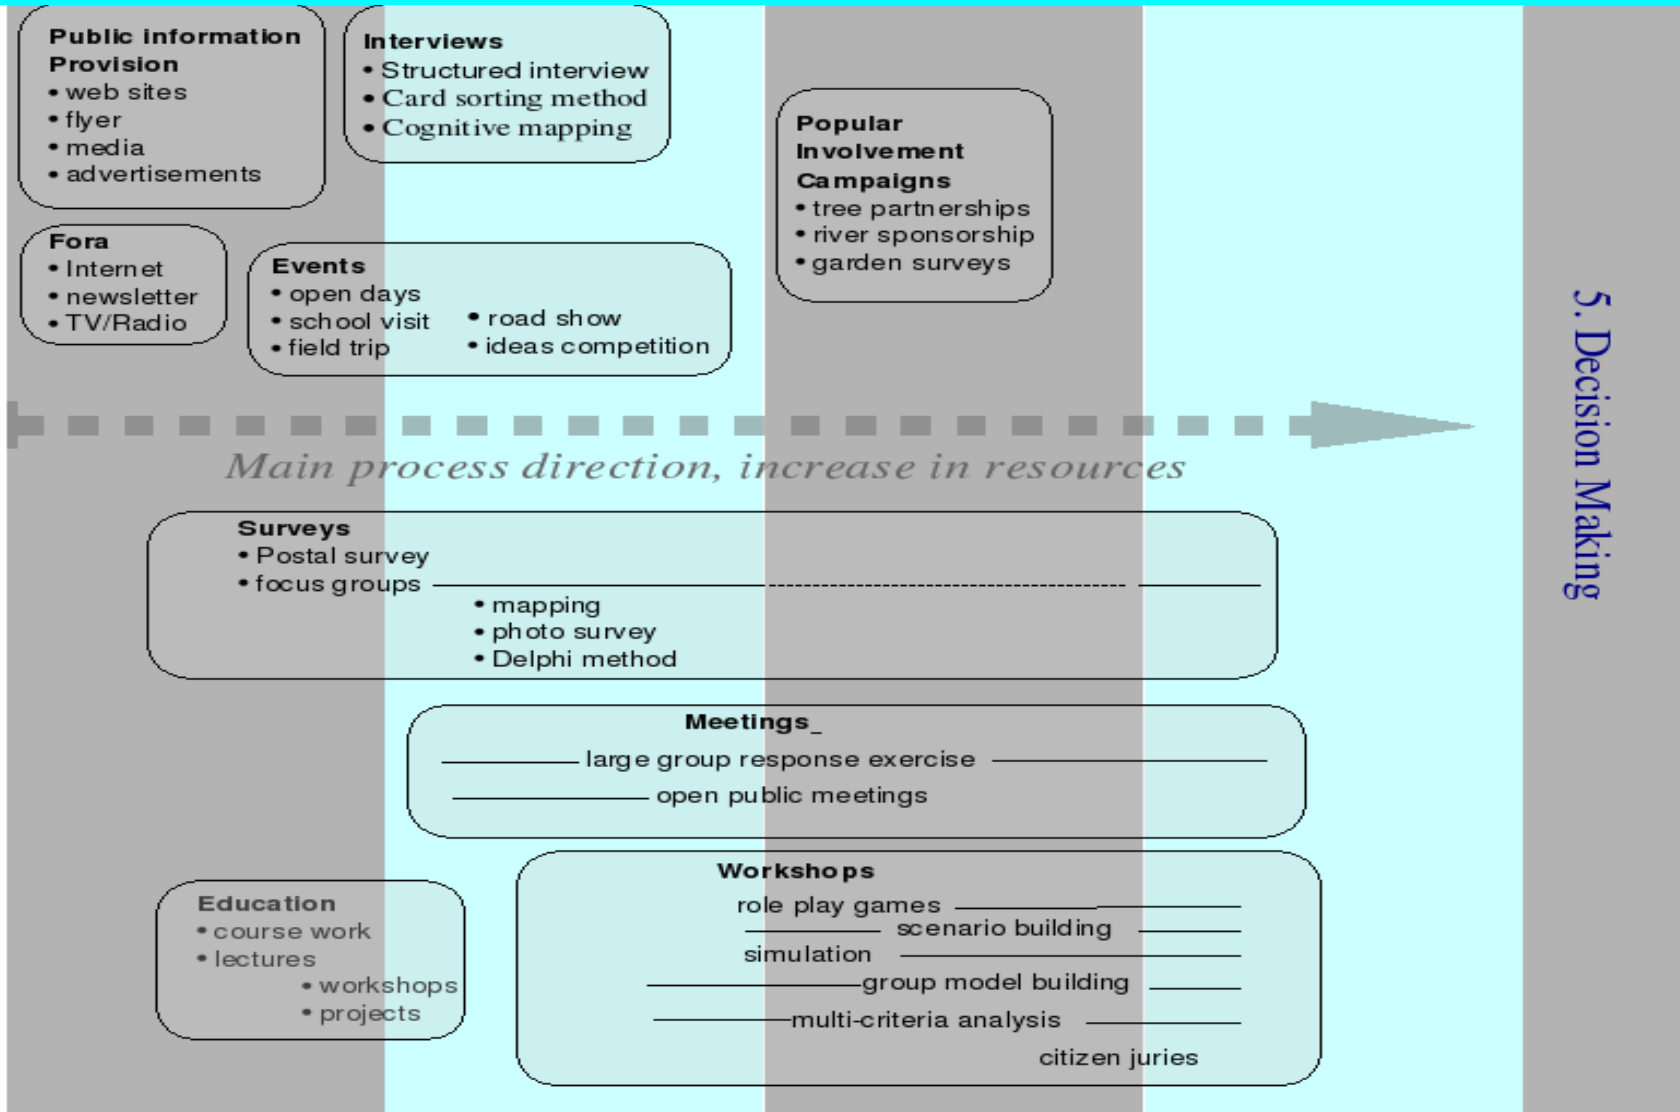 Public information
Provision
• web sites
• flyer
• media
• advertisements
Interviews
• Structured interview
• Card sorting method
• Cognitive mapping
Popular
Involvement
Campaigns
• tree partnerships
• river sponsorship
• garden surveys
Fora
• Internet
• newsletter
• TV/Radio
Events
• open days
• school visit
• field trip
• road show
• ideas competition
5. Decision Making
Main process direction, increase in resources
Surveys
• Postal survey
• focus groups
• mapping
• photo survey
• Delphi method
Meetings_
large group response exercise
open public meetings
Education
• course work
• lectures
• workshops
• projects
Workshops
role play games
scenario building
simulation
group model building
multi-criteria analysis
citizen juries